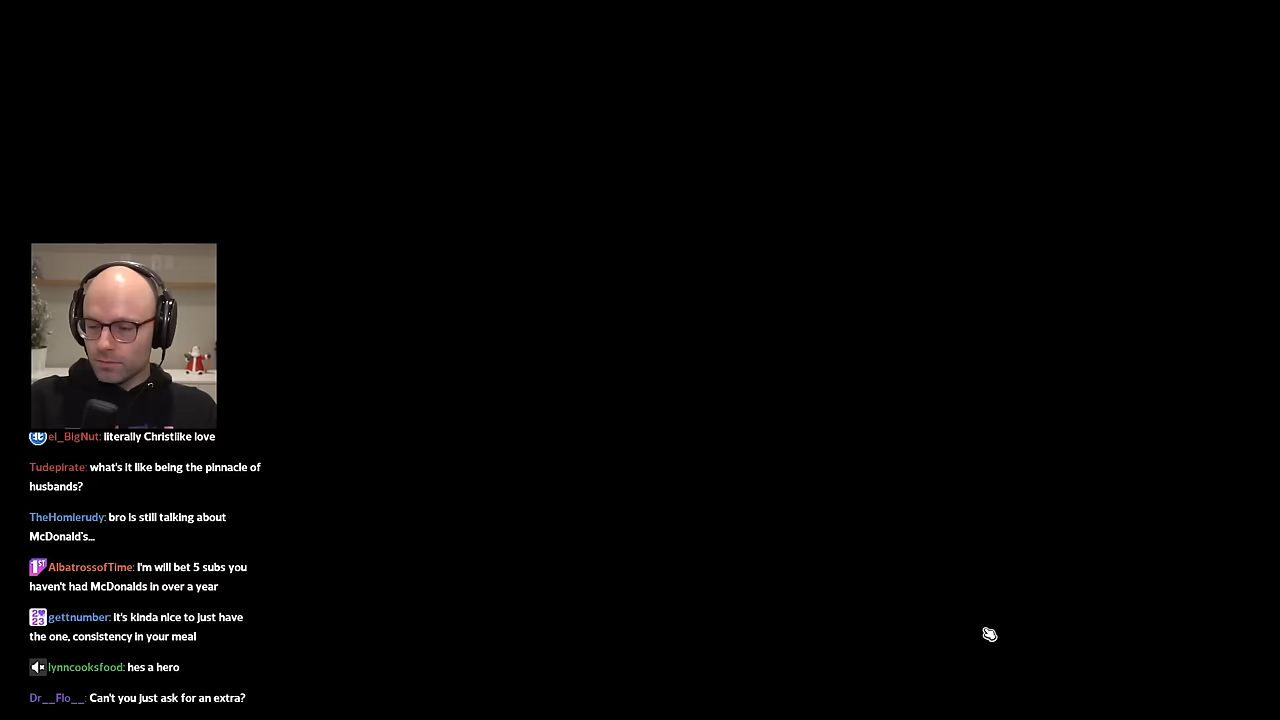 el_BigNut: literally Christlike love
Tudepirate: what's it like being the pinnacle of
husbands?
TheHomierudy: bro is still talking about
McDonald's...
1ST AlbatrossofTime: I'm will bet 5 subs you
haven't had McDonalds in over a year
2023 gettnumber: it's kinda nice to just have
the one, consistency in your meal
lynncooksfood: hes a hero
Dr__Flo__: Can't you just ask for an extra?